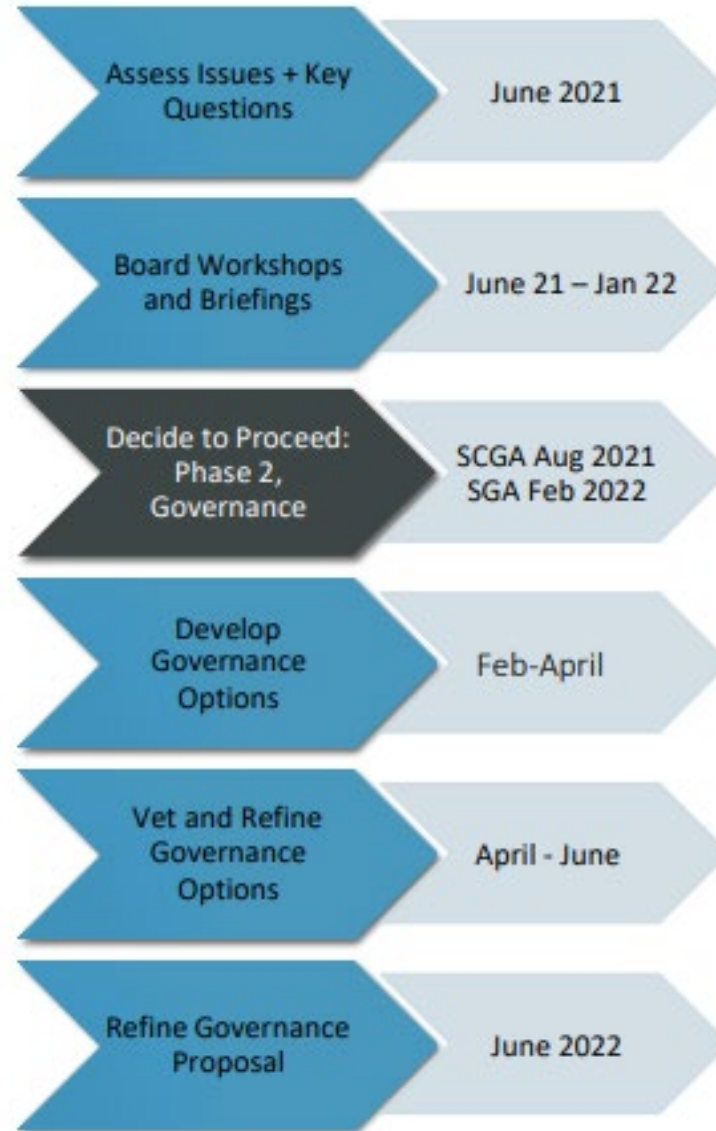 Assess Issues + Key
Questions
June 2021
Board Workshops
and Briefings
June 21 – Jan 22
Decide to Proceed:
Phase 2,
Governance
SCGA Aug 2021
SGA Feb 2022
Develop
Governance
Options
Feb-April
Vet and Refine
Governance
Options
April - June
Refine Governance
Proposal
June 2022